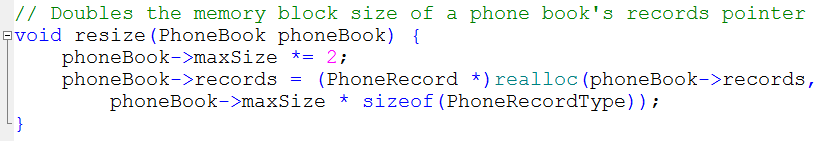 // Doubles the memory block size of a phone book's records pointer
void resize(PhoneBook phoneBook) {
    phoneBook->maxSize *= 2;
    phoneBook->records = (PhoneRecord *)realloc(phoneBook->records,
        phoneBook->maxSize * sizeof(PhoneRecordType));
}